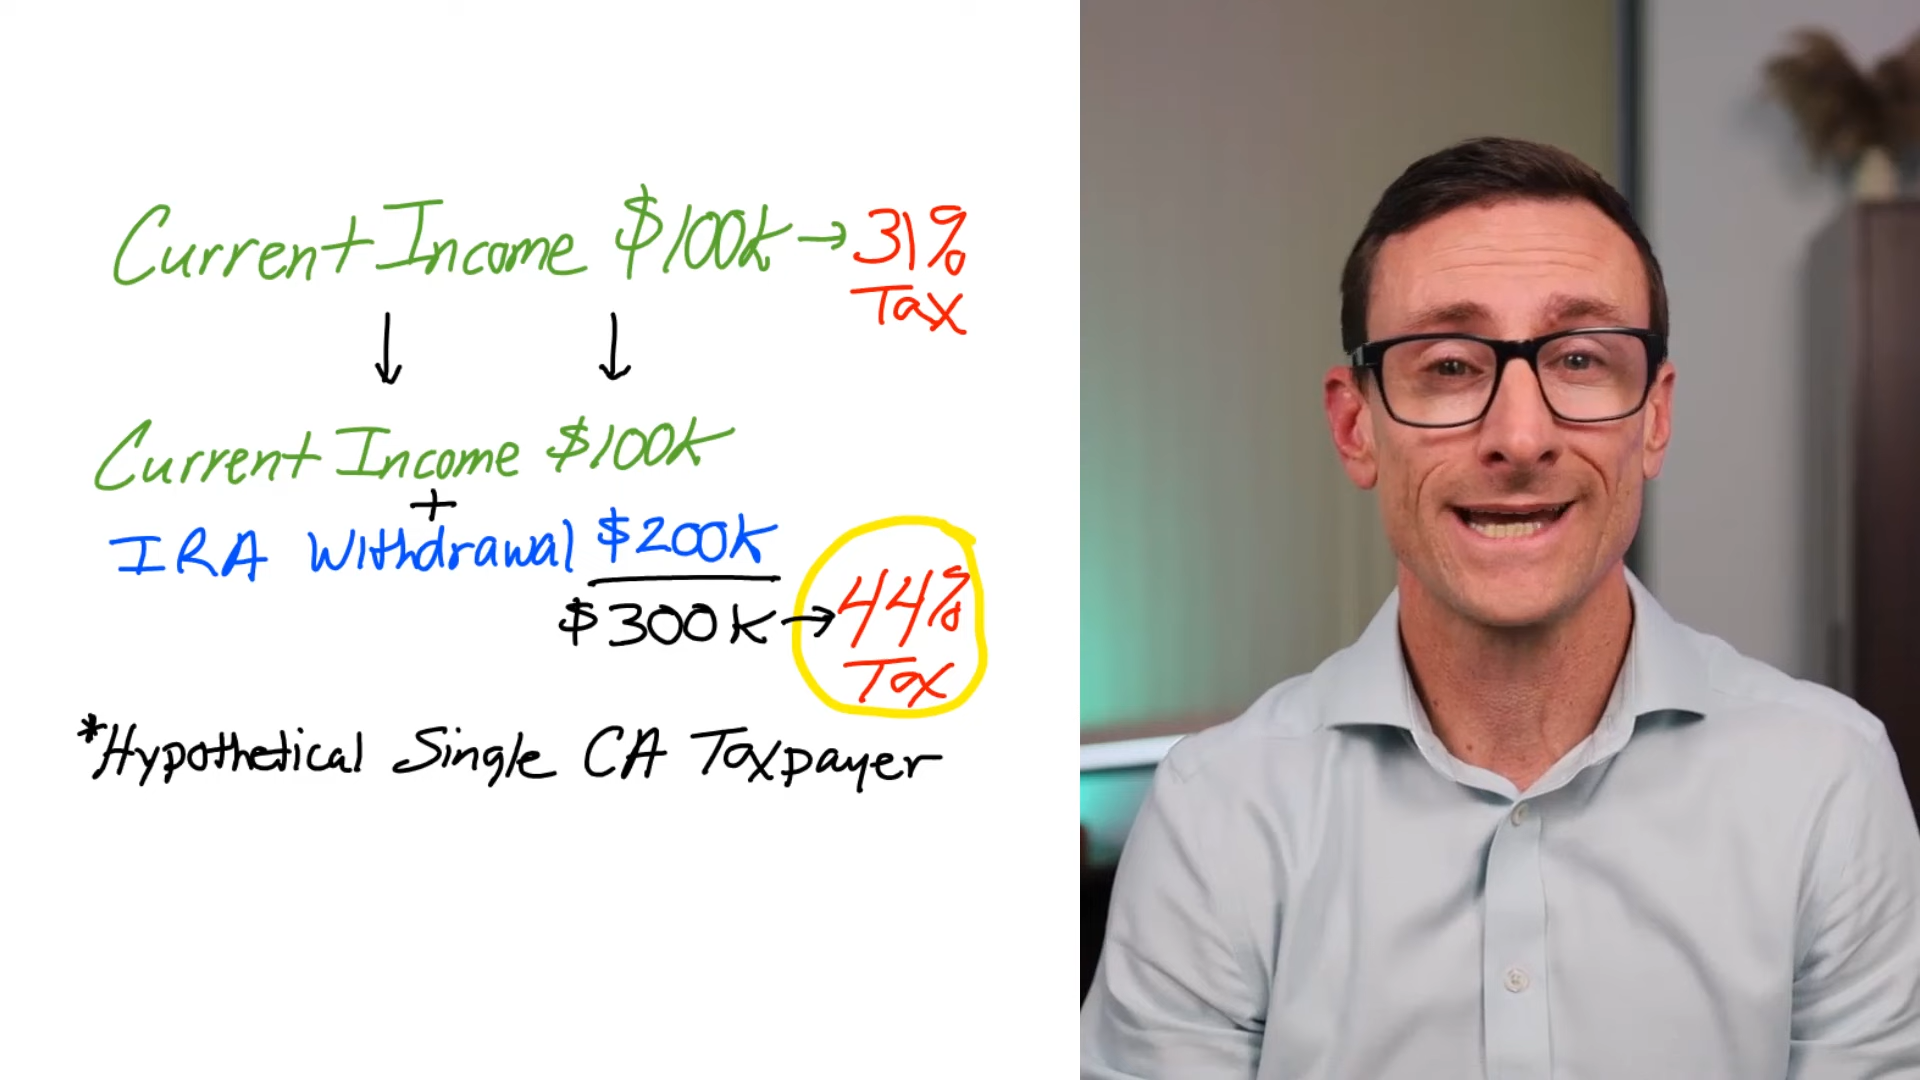 Current Income $100K → 31%
Tax
↓ ↓
Current Income $100K
+
IRA Withdrawal $200K
$300K → 44%
Tax
*Hypothetical Single CA Taxpayer